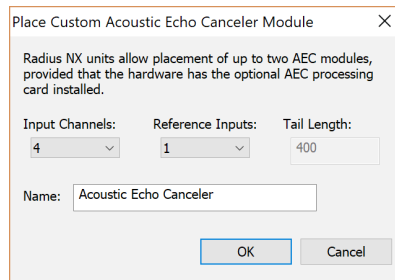 Place Custom Acoustic Echo Canceler Module
Radius NX units allow placement of up to two AEC modules,
provided that the hardware has the optional AEC processing
card installed.
Input Channels: Reference Inputs: Tail Length:
4 1 400
Name: Acoustic Echo Canceler
OK Cancel